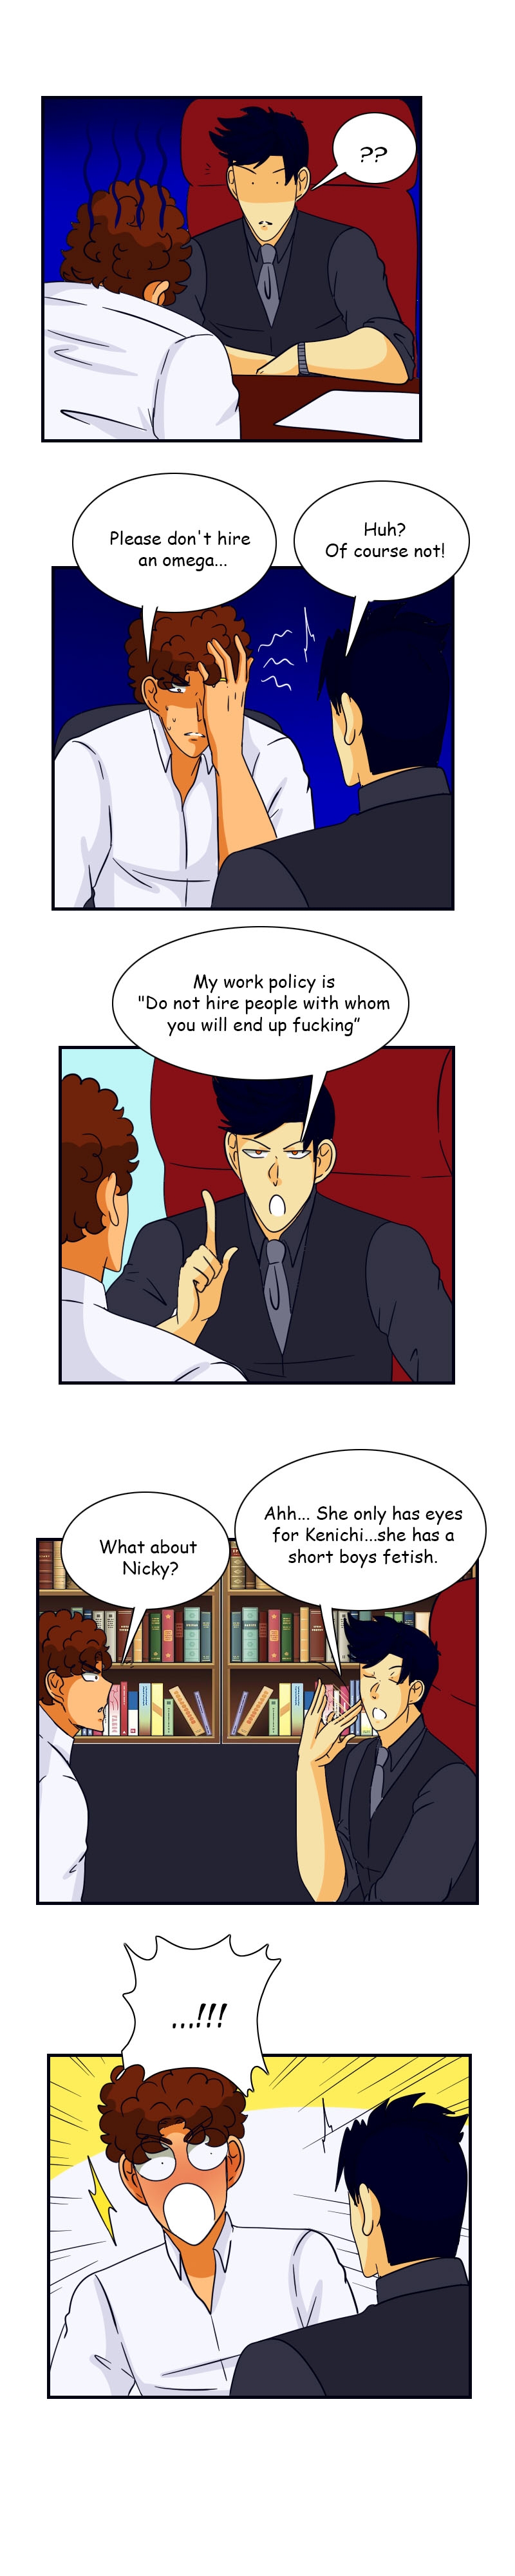 ??
Please don't hire
an omega...
Huh?
Of course not!
My work policy is
"Do not hire people with whom
you will end up fucking”
What about
Nicky?
Ahh... She only has eyes
for Kenichi...she has a
short boys fetish.
...!!!